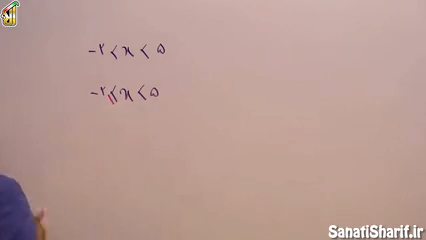 -۲ < x < ۵
-۲ < x < ۵
SanatiSharif.ir